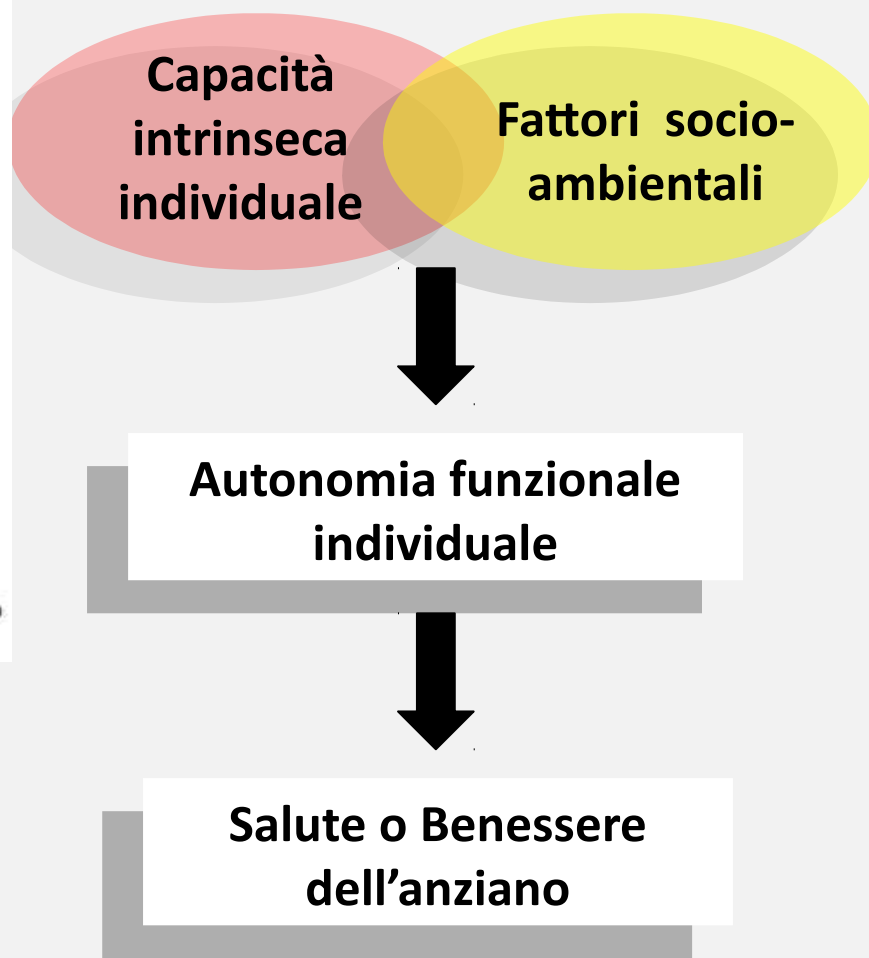 Capacità
intrinseca
individuale
Fattori socio-
ambientali
Autonomia funzionale
individuale
Salute o Benessere
dell’anziano